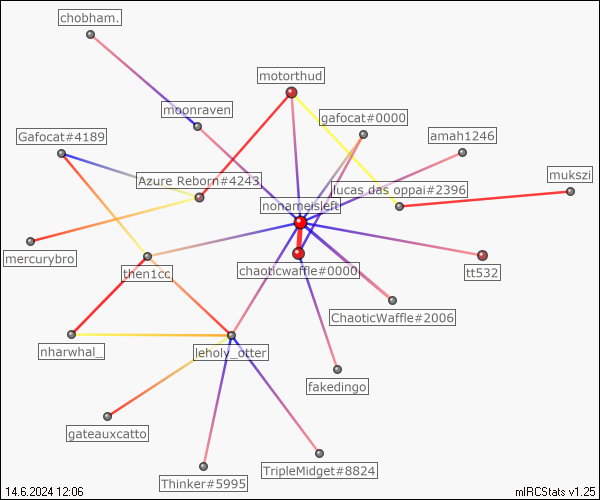 chobham.
motorthud
moonraven
gafocat#0000
Gafocat#4189
amah1246
mukszi
Azure Reborn#4243
lucas das oppai#2396
nonameisleft
mercurybro
then1cc
chaoticwaffle#0000
tt532
ChaoticWaffle#2006
nharwhal_
leholy_otter
fakedingo
gateauxcatto
Thinker#5995
TripleMidget#8824
14.6.2024 12:06
mIRCStats v1.25